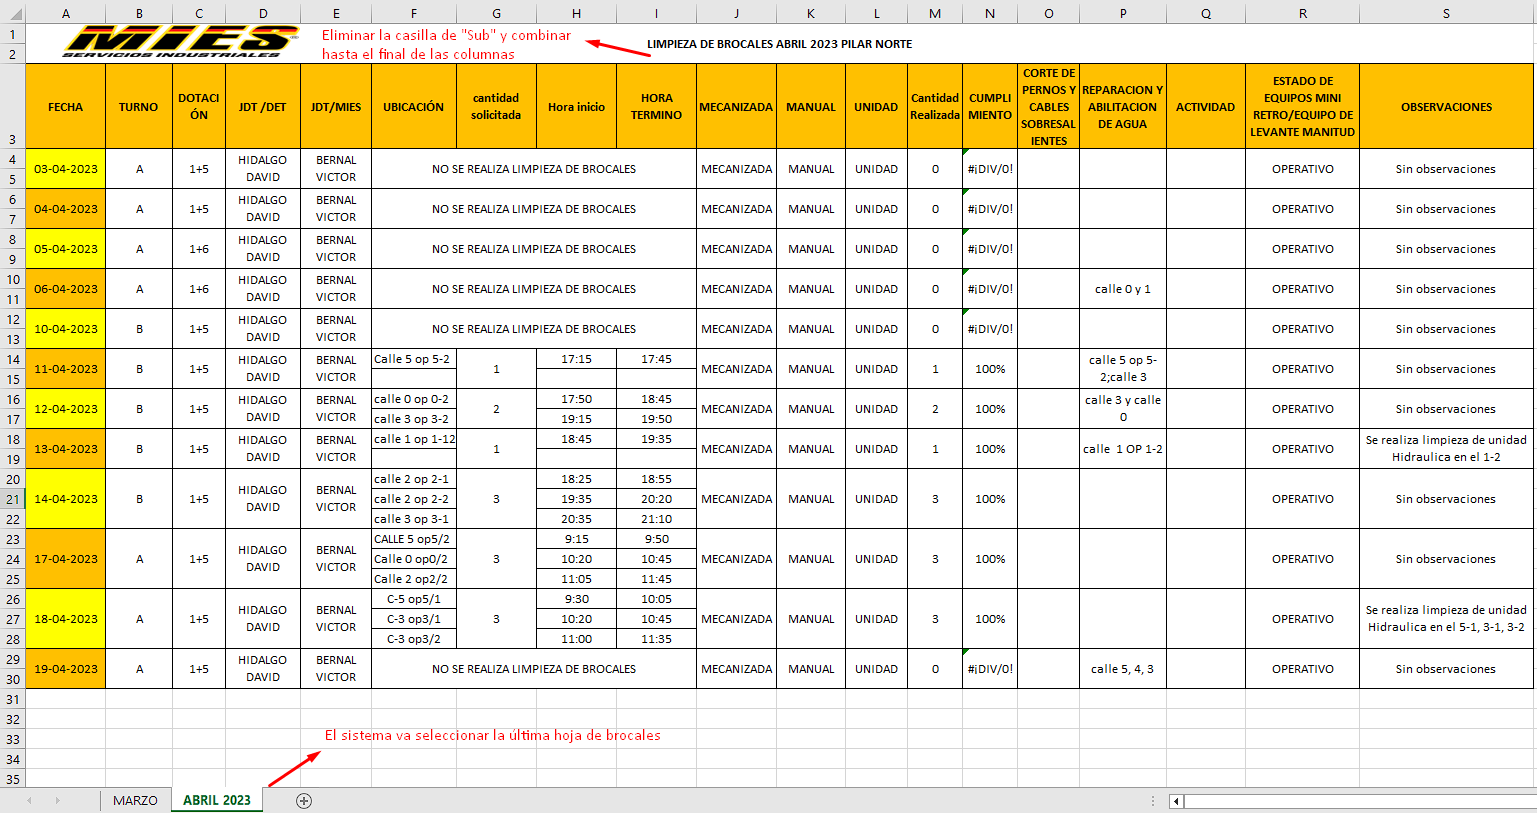 A B C D E F G H I J K L M N O P Q R S
1
2
MIES
SERVICIOS INDUSTRIALES
Eliminar la casilla de "Sub" y combinar
hasta el final de las columnas
LIMPIEZA DE BROCALES ABRIL 2023 PILAR NORTE
3
FECHA
TURNO
DOTACI
ÓN
JDT /DET
JDT/MIES
UBICACIÓN
cantidad
solicitada
Hora inicio
HORA
TERMINO
MECANIZADA
MANUAL
UNIDAD
Cantidad
Realizada
CUMPLI
MIENTO
CORTE DE
PERNOS Y
CABLES
SOBRESAL
IENTES
REPARACION Y
ABILITACION
DE AGUA
ACTIVIDAD
ESTADO DE
EQUIPOS MINI
RETRO/EQUIPO DE
LEVANTE MANITUD
OBSERVACIONES
4
5
03-04-2023 A 1+5
HIDALGO
DAVID
BERNAL
VICTOR
NO SE REALIZA LIMPIEZA DE BROCALES MECANIZADA MANUAL UNIDAD 0 #¡DIV/0! OPERATIVO Sin observaciones
6
7
04-04-2023 A 1+5
HIDALGO
DAVID
BERNAL
VICTOR
NO SE REALIZA LIMPIEZA DE BROCALES MECANIZADA MANUAL UNIDAD 0 #¡DIV/0! OPERATIVO Sin observaciones
8
9
05-04-2023 A 1+6
HIDALGO
DAVID
BERNAL
VICTOR
NO SE REALIZA LIMPIEZA DE BROCALES MECANIZADA MANUAL UNIDAD 0 #¡DIV/0! OPERATIVO Sin observaciones
10
11
06-04-2023 A 1+6
HIDALGO
DAVID
BERNAL
VICTOR
NO SE REALIZA LIMPIEZA DE BROCALES MECANIZADA MANUAL UNIDAD 0 #¡DIV/0! calle 0 y 1 OPERATIVO Sin observaciones
12
13
10-04-2023 B 1+5
HIDALGO
DAVID
BERNAL
VICTOR
NO SE REALIZA LIMPIEZA DE BROCALES MECANIZADA MANUAL UNIDAD 0 #¡DIV/0! OPERATIVO Sin observaciones
14
15
11-04-2023 B 1+5
HIDALGO
DAVID
BERNAL
VICTOR
Calle 5 op 5-2
1
17:15 17:45
MECANIZADA MANUAL UNIDAD 1 100%
calle 5 op 5-
2;calle 3
OPERATIVO Sin observaciones
16
17
12-04-2023 B 1+5
HIDALGO
DAVID
BERNAL
VICTOR
calle 0 op 0-2
calle 3 op 3-2
2
17:50 18:45
19:15 19:50
MECANIZADA MANUAL UNIDAD 2 100%
calle 3 y calle
0
OPERATIVO Sin observaciones
18
19
13-04-2023 B 1+5
HIDALGO
DAVID
BERNAL
VICTOR
calle 1 op 1-12
1
18:45 19:35
MECANIZADA MANUAL UNIDAD 1 100% calle 1 OP 1-2 OPERATIVO
Se realiza limpieza de unidad
Hidraulica en el 1-2
20
21
22
14-04-2023 B 1+5
HIDALGO
DAVID
BERNAL
VICTOR
calle 2 op 2-1
calle 2 op 2-2
calle 3 op 3-1
3
18:25 18:55
19:35 20:20
20:35 21:10
MECANIZADA MANUAL UNIDAD 3 100% OPERATIVO Sin observaciones
23
24
25
17-04-2023 A 1+5
HIDALGO
DAVID
BERNAL
VICTOR
CALLE 5 op5/2
Calle 0 op0/2
Calle 2 op2/2
3
9:15 9:50
10:20 10:45
11:05 11:45
MECANIZADA MANUAL UNIDAD 3 100% OPERATIVO Sin observaciones
26
27
28
18-04-2023 A 1+5
HIDALGO
DAVID
BERNAL
VICTOR
C-5 op5/1
C-3 op3/1
C-3 op3/2
3
9:30 10:05
10:20 10:45
11:00 11:35
MECANIZADA MANUAL UNIDAD 3 100% OPERATIVO
Se realiza limpieza de unidad
Hidraulica en el 5-1, 3-1, 3-2
29
30
19-04-2023 A 1+5
HIDALGO
DAVID
BERNAL
VICTOR
NO SE REALIZA LIMPIEZA DE BROCALES MECANIZADA MANUAL UNIDAD 0 #¡DIV/0! calle 5, 4, 3 OPERATIVO Sin observaciones
31
32
33
El sistema va seleccionar la última hoja de brocales
34
35
MARZO ABRIL 2023